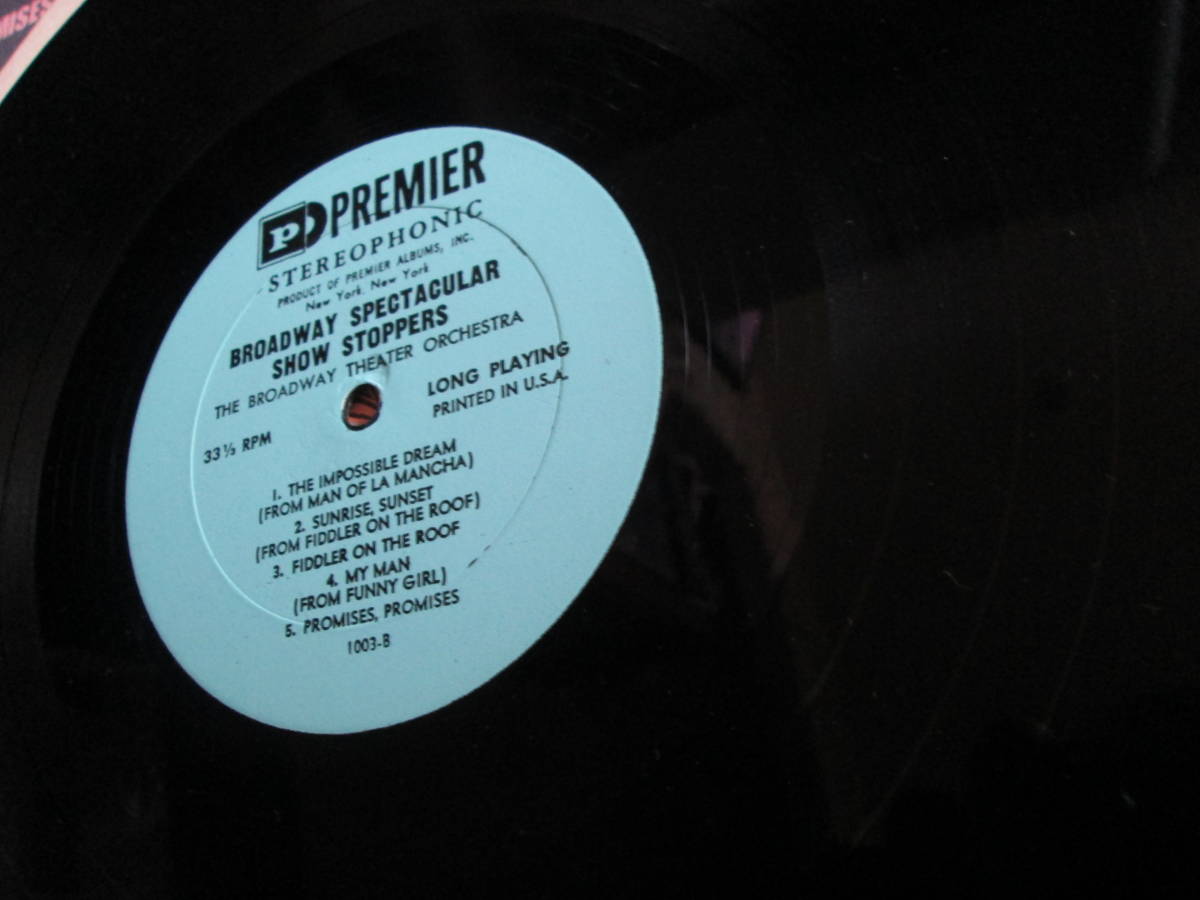 MISES
P PREMIER
STEREOPHONIC
PRODUCT OF PREMIER ALBUMS, INC.
New York, New York
BROADWAY SPECTACULAR
SHOW STOPPERS
THE BROADWAY THEATER ORCHESTRA
LONG PLAYING
PRINTED IN U.S.A.
33⅓ RPM
1. THE IMPOSSIBLE DREAM
(FROM MAN OF LA MANCHA)
2. SUNRISE, SUNSET
(FROM FIDDLER ON THE ROOF)
3. FIDDLER ON THE ROOF
4. MY MAN
(FROM FUNNY GIRL)
5. PROMISES, PROMISES
1003-B